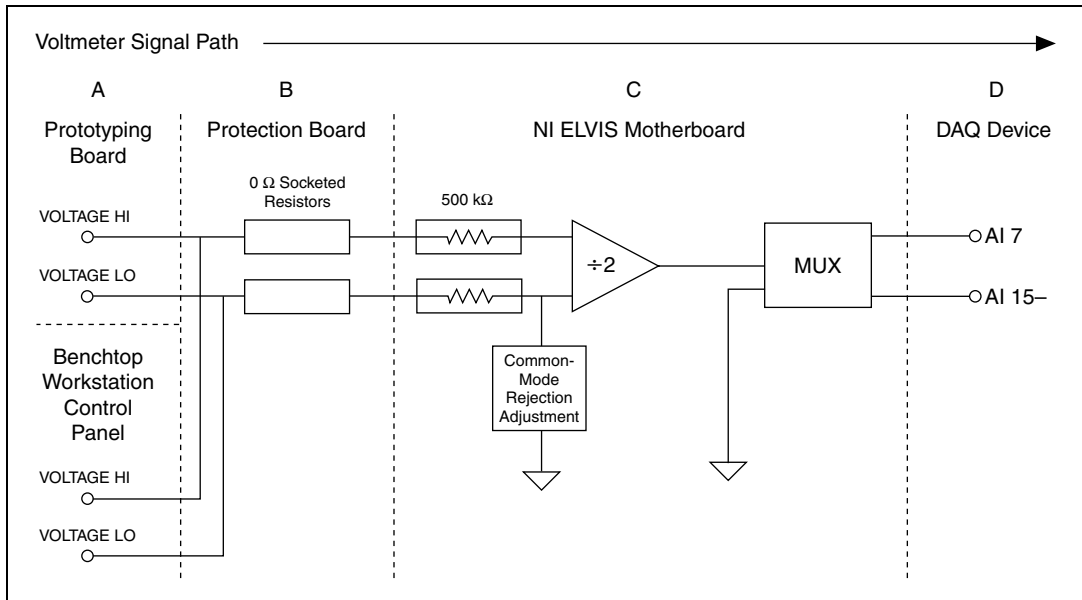 Voltmeter Signal Path
A
B
C
D
Prototyping
Board
Protection Board
NI ELVIS Motherboard
DAQ Device
0 Ω Socketed
Resistors
500 kΩ
VOLTAGE HI
VOLTAGE LO
÷2
MUX
AI 7
AI 15–
Common-
Mode
Rejection
Adjustment
Benchtop
Workstation
Control
Panel
VOLTAGE HI
VOLTAGE LO